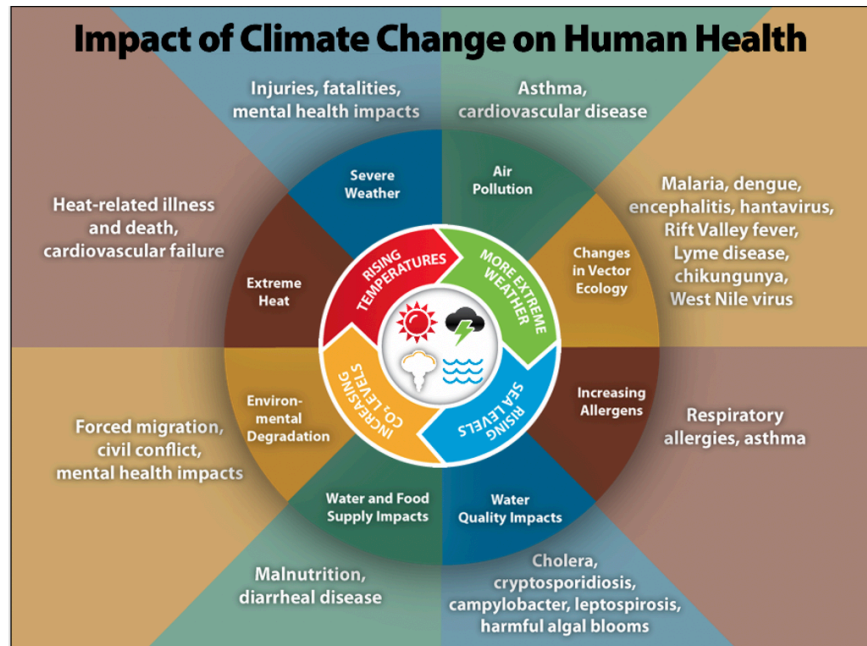 Impact of Climate Change on Human Health
Injuries, fatalities,
mental health impacts
Asthma,
cardiovascular disease
Severe
Weather
Air
Pollution
Heat-related illness
and death,
cardiovascular failure
Extreme
Heat
RISING
TEMPERATURES
MORE EXTREME
WEATHER
Changes
in Vector
Ecology
Malaria, dengue,
encephalitis, hantavirus,
Rift Valley fever,
Lyme disease,
chikungunya,
West Nile virus
Forced migration,
civil conflict,
mental health impacts
Environ-
mental
Degradation
INCREASING
CO₂ LEVELS
RISING
SEA LEVELS
Increasing
Allergens
Respiratory
allergies, asthma
Water and Food
Supply Impacts
Water
Quality Impacts
Malnutrition,
diarrheal disease
Cholera,
cryptosporidiosis,
campylobacter, leptospirosis,
harmful algal blooms